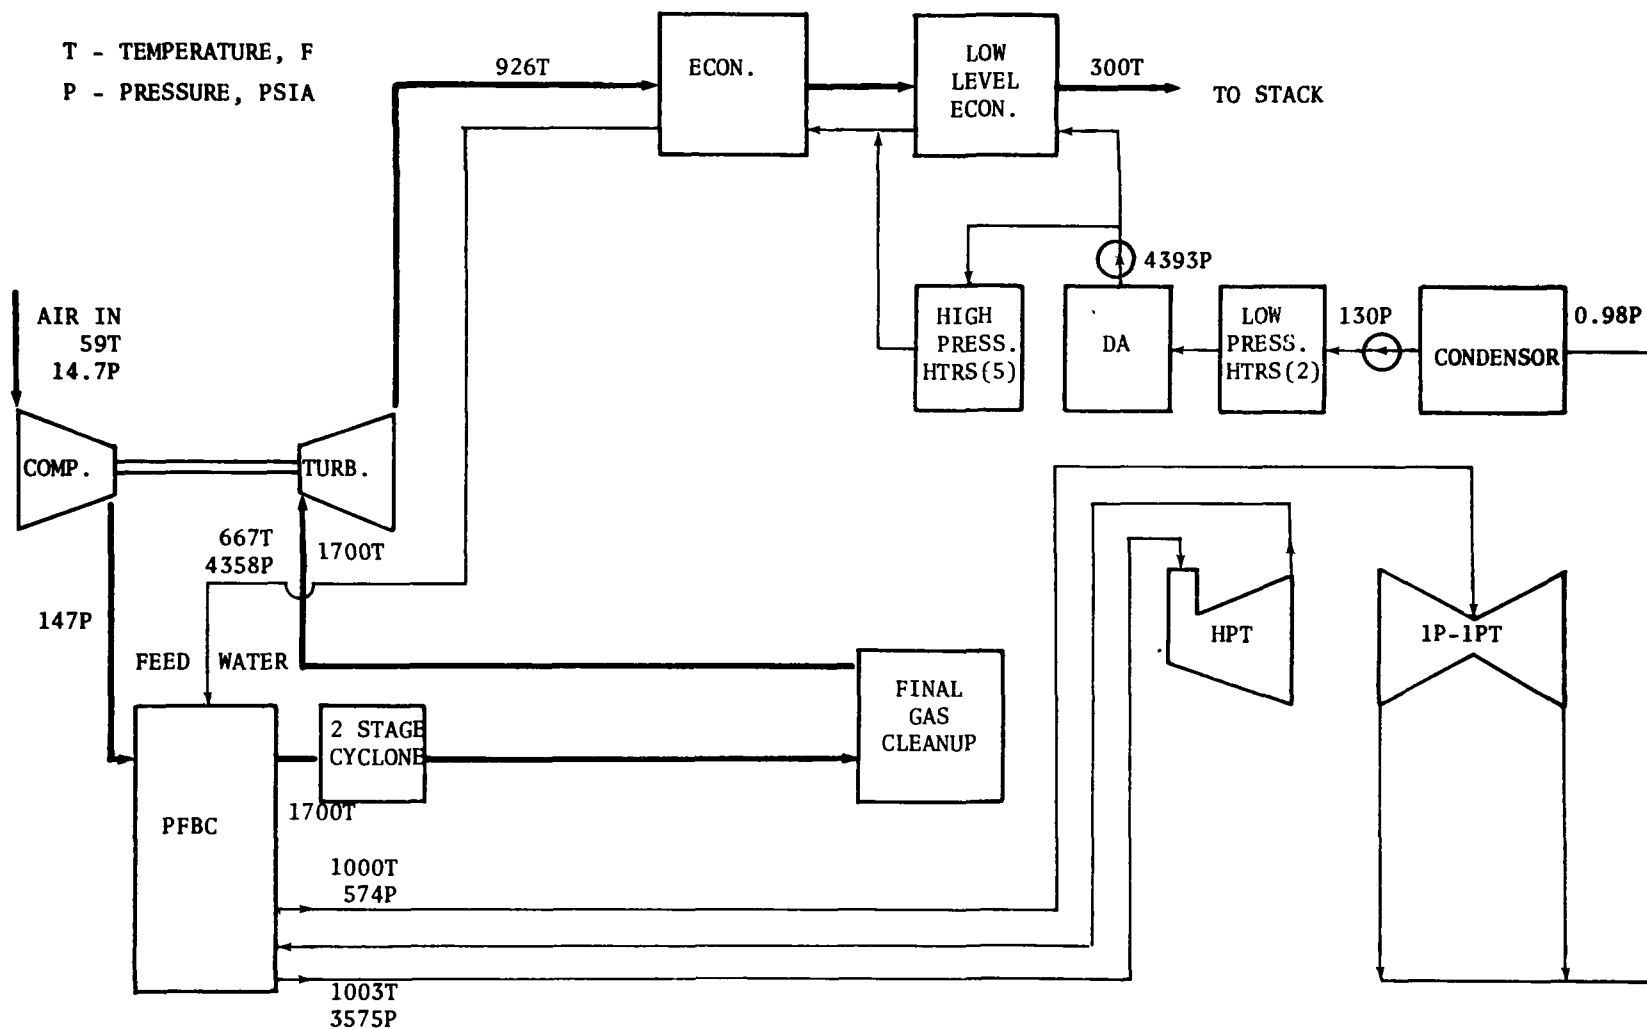 T - TEMPERATURE, F
P - PRESSURE, PSIA
926T
ECON.
LOW
LEVEL
ECON.
300T
TO STACK
4393P
AIR IN
59T
14.7P
HIGH
PRESS.
HTRS(5)
DA
LOW
PRESS.
HTRS(2)
130P
CONDENSOR
0.98P
COMP.
TURB.
667T
4358P
1700T
147P
FEED WATER
HPT
1P-1PT
FINAL
GAS
CLEANUP
2 STAGE
CYCLONE
1700T
PFBC
1000T
574P
1003T
3575P